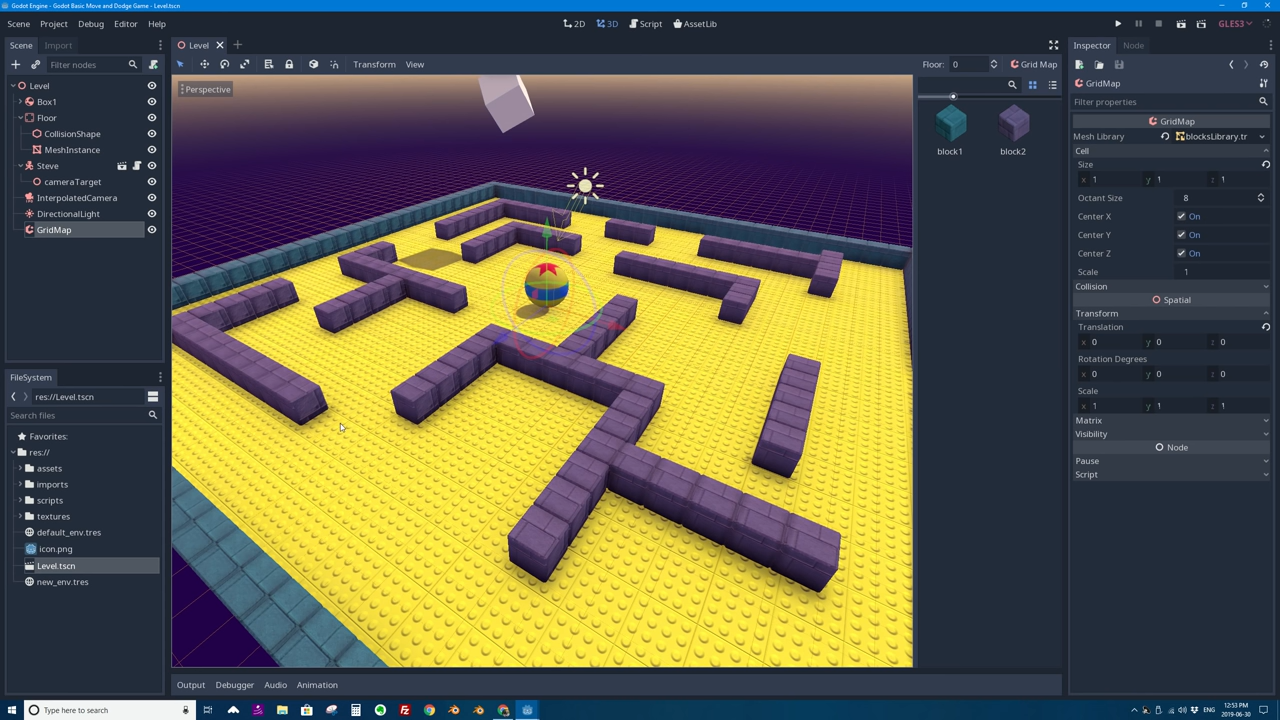 Godot Engine - Godot Basic Move and Dodge Game - Level.tscn
Scene Project Debug Editor Help
2D 3D Script AssetLib
GLES3
Scene Import
Filter nodes
Level
Box1
Floor
CollisionShape
MeshInstance
Steve
cameraTarget
InterpolatedCamera
DirectionalLight
GridMap
FileSystem
res://Level.tscn
Search files
Favorites:
res://
assets
imports
scripts
textures
default_env.tres
icon.png
Level.tscn
new_env.tres
Level
Transform View
Floor: 0 Grid Map
Perspective
block1 block2
Output Debugger Audio Animation
Inspector Node
GridMap
Filter properties
GridMap
Mesh Library blocksLibrary.tr
Cell
Size
x 1 y 1 z 1
Octant Size 8
Center X On
Center Y On
Center Z On
Scale 1
Collision
Spatial
Transform
Translation
x 0 y 0 z 0
Rotation Degrees
x 0 y 0 z 0
Scale
x 1 y 1 z 1
Matrix
Visibility
Node
Pause
Script
Type here to search
ENG
12:53 PM
2019-06-30